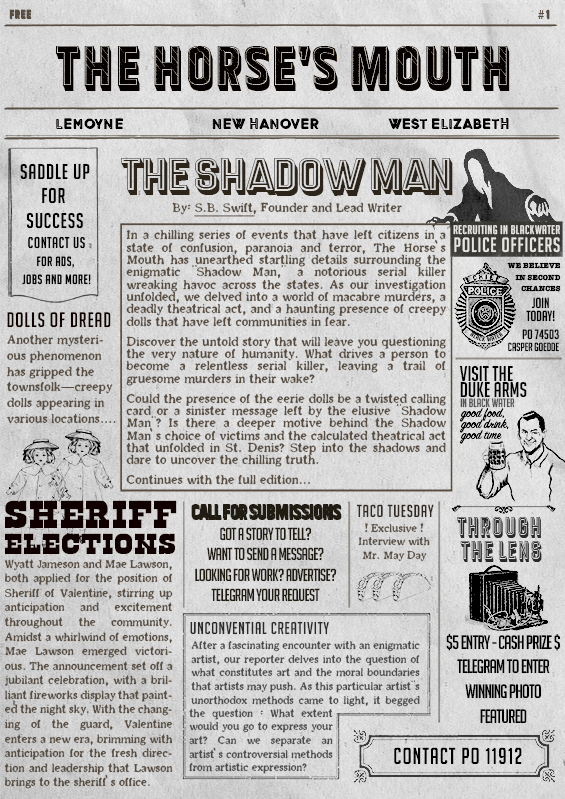 FREE
#1
THE HORSE'S MOUTH
LEMOYNE
NEW HANOVER
WEST ELIZABETH
SADDLE UP
FOR
SUCCESS
CONTACT US
FOR ADS,
JOBS AND MORE!
DOLLS OF DREAD
Another mysteri-
ous phenomenon
has gripped the
townsfolk—creepy
dolls appearing in
various locations....
THE SHADOW MAN
By: S.B. Swift, Founder and Lead Writer
In a chilling series of events that have left citizens in a
state of confusion, paranoia and terror, The Horse's
Mouth has unearthed startling details surrounding the
enigmatic "Shadow Man," a notorious serial killer
wreaking havoc across the states. As our investigation
unfolded, we delved into a world of macabre murders, a
deadly theatrical act, and a haunting presence of creepy
dolls that have left communities in fear.
Discover the untold story that will leave you questioning
the very nature of humanity. What drives a person to
become a relentless serial killer, leaving a trail of
gruesome murders in their wake?
Could the presence of the eerie dolls be a twisted calling
card or a sinister message left by the elusive "Shadow
Man"? Is there a deeper motive behind the Shadow
Man's choice of victims and the calculated theatrical act
that unfolded in St. Denis? Step into the shadows and
dare to uncover the chilling truth.
Continues with the full edition...
RECRUITING IN BLACKWATER
POLICE OFFICERS
POLICE
WE BELIEVE
IN SECOND
CHANCES
JOIN
TODAY!
PO 74503
CASPER GOEDDE
VISIT THE
DUKE ARMS
IN BLACK WATER
good food,
good drink,
good time
SHERIFF
ELECTIONS
Wyatt Jameson and Mae Lawson,
both applied for the position of
Sheriff of Valentine, stirring up
anticipation and excitement
throughout the community.
Amidst a whirlwind of emotions,
Mae Lawson emerged victori-
ous. The announcement set off a
jubilant celebration, with a bril-
liant fireworks display that paint-
ed the night sky. With the chang-
ing of the guard, Valentine
enters a new era, brimming with
anticipation for the fresh direc-
tion and leadership that Lawson
brings to the sheriff's office.
CALL FOR SUBMISSIONS
GOT A STORY TO TELL?
WANT TO SEND A MESSAGE?
LOOKING FOR WORK? ADVERTISE?
TELEGRAM YOUR REQUEST
TACO TUESDAY
! Exclusive !
Interview with
Mr. May Day
UNCONVENTIAL CREATIVITY
After a fascinating encounter with an enigmatic
artist, our reporter delves into the question of
what constitutes art and the moral boundaries
that artists may push. As this particular artist's
unorthodox methods came to light, it begged
the question : What extent
would you go to express your
art? Can we separate an
artist's controversial methods
from artistic expression?
THROUGH
THE LENS
$5 ENTRY - CASH PRIZE $
TELEGRAM TO ENTER
WINNING PHOTO
FEATURED
CONTACT PO 11912